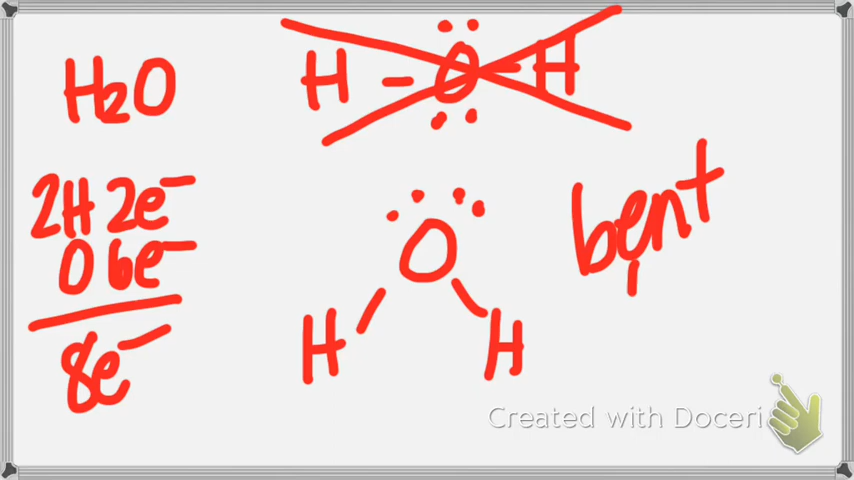 H2O
H - O - H
2H 2e⁻
O 6e⁻
8e⁻
O
H H
bent
Created with Doceri